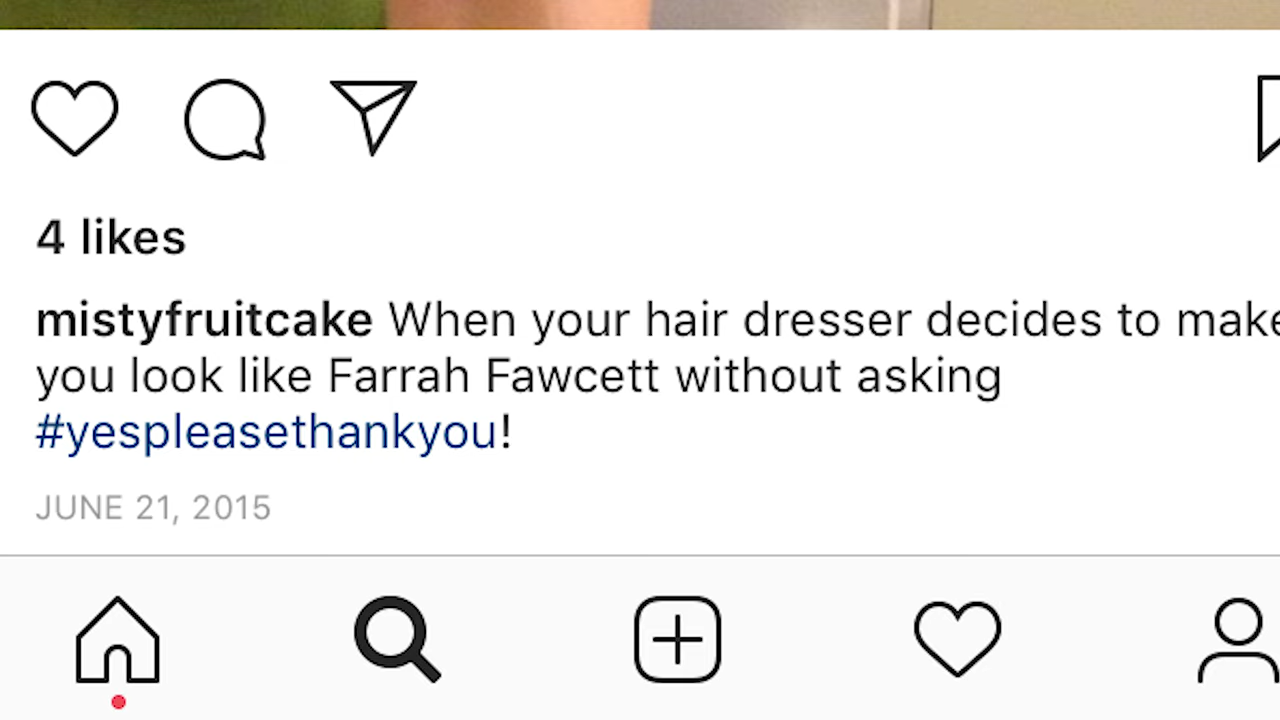 4 likes
mistyfruitcake When your hair dresser decides to make
you look like Farrah Fawcett without asking
#yespleasethankyou!
JUNE 21, 2015